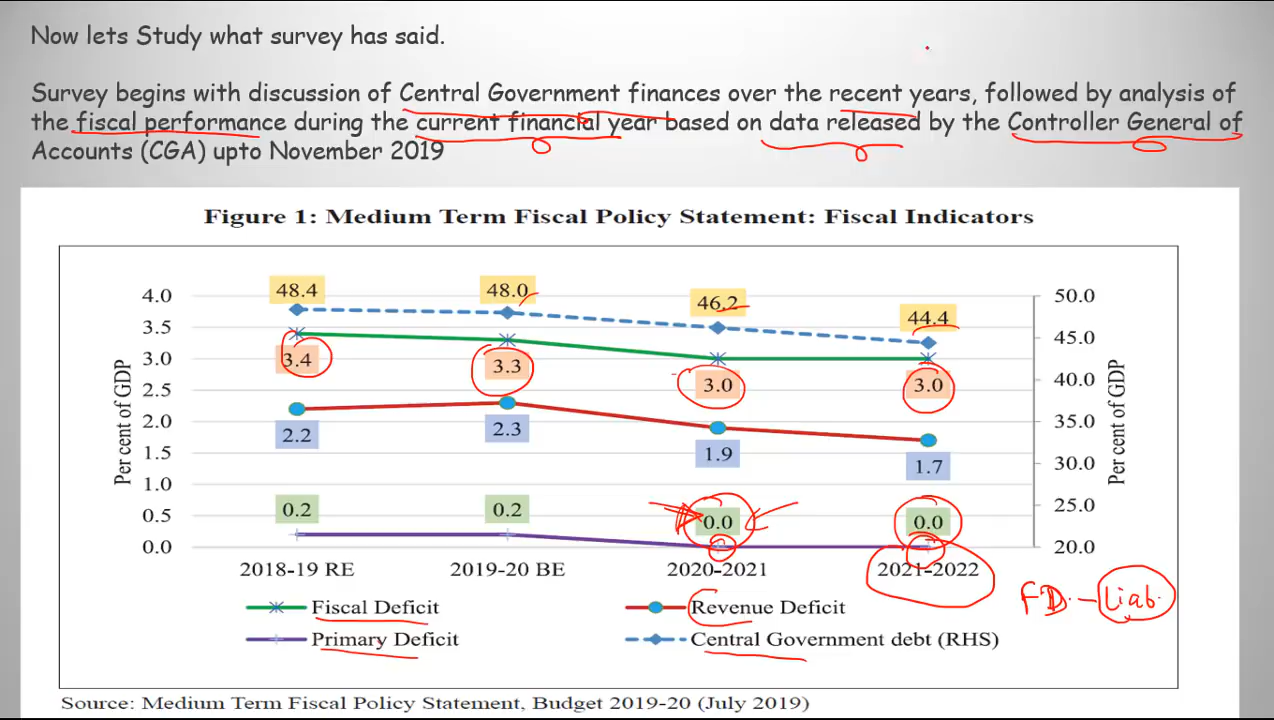 Now lets Study what survey has said.
Survey begins with discussion of Central Government finances over the recent years, followed by analysis of
the fiscal performance during the current financial year based on data released by the Controller General of
Accounts (CGA) upto November 2019
Figure 1: Medium Term Fiscal Policy Statement: Fiscal Indicators
4.0 48.4 48.0 46.2 44.4 50.0
3.5 45.0
3.0 3.4 3.3 3.0 3.0 40.0
2.5
2.0 2.2 2.3 1.9 1.7 35.0
1.5 30.0
1.0
0.5 0.2 0.2 0.0 0.0 25.0
0.0 20.0
Per cent of GDP
Per cent of GDP
2018-19 RE 2019-20 BE 2020-2021 2021-2022
FD - Liab.
Fiscal Deficit Revenue Deficit
Primary Deficit Central Government debt (RHS)
Source: Medium Term Fiscal Policy Statement, Budget 2019-20 (July 2019)